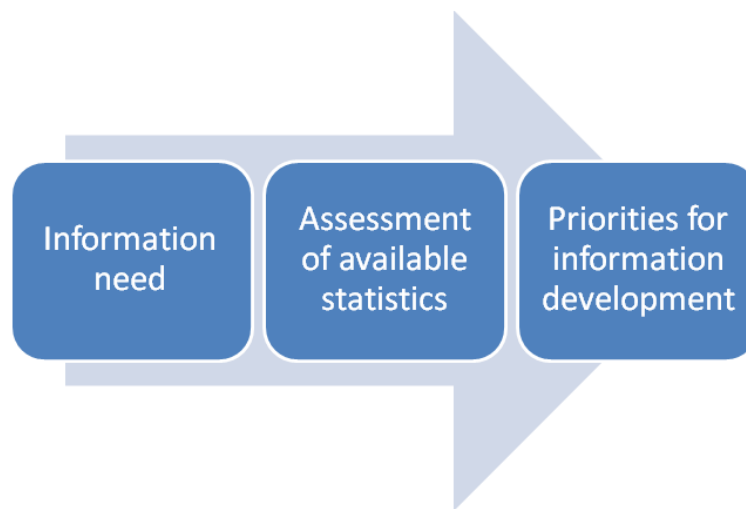 Information
need
Assessment
of available
statistics
Priorities for
information
development